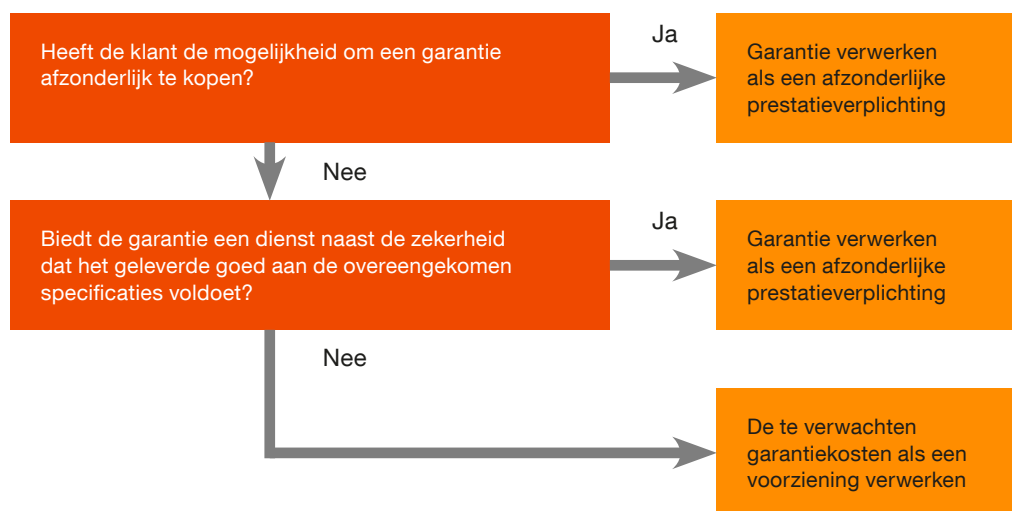 Heeft de klant de mogelijkheid om een garantie
afzonderlijk te kopen?
Ja
Garantie verwerken
als een afzonderlijke
prestatieverplichting
Nee
Biedt de garantie een dienst naast de zekerheid
dat het geleverde goed aan de overeengekomen
specificaties voldoet?
Ja
Garantie verwerken
als een afzonderlijke
prestatieverplichting
Nee
De te verwachten
garantiekosten als een
voorziening verwerken